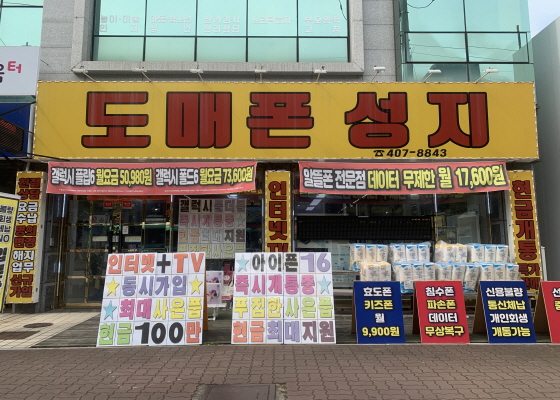 도매폰 성지
☎407-8843
갤럭시 플립6 월요금 50,980원 갤럭시 폴드6 월요금 73,600원
알뜰폰 전문점 데이터 무제한 월 17,600원
인터넷
현금개통
인터넷+TV
★동시가입★
★최대사은품
현금100만
★아이폰16
즉시개통중
푸짐한사은품
현금최대지원
효도폰
키즈폰
월
9,900원
침수폰
파손폰
데이터
무상복구
신용불량
통신체납
개인회생
개통가능